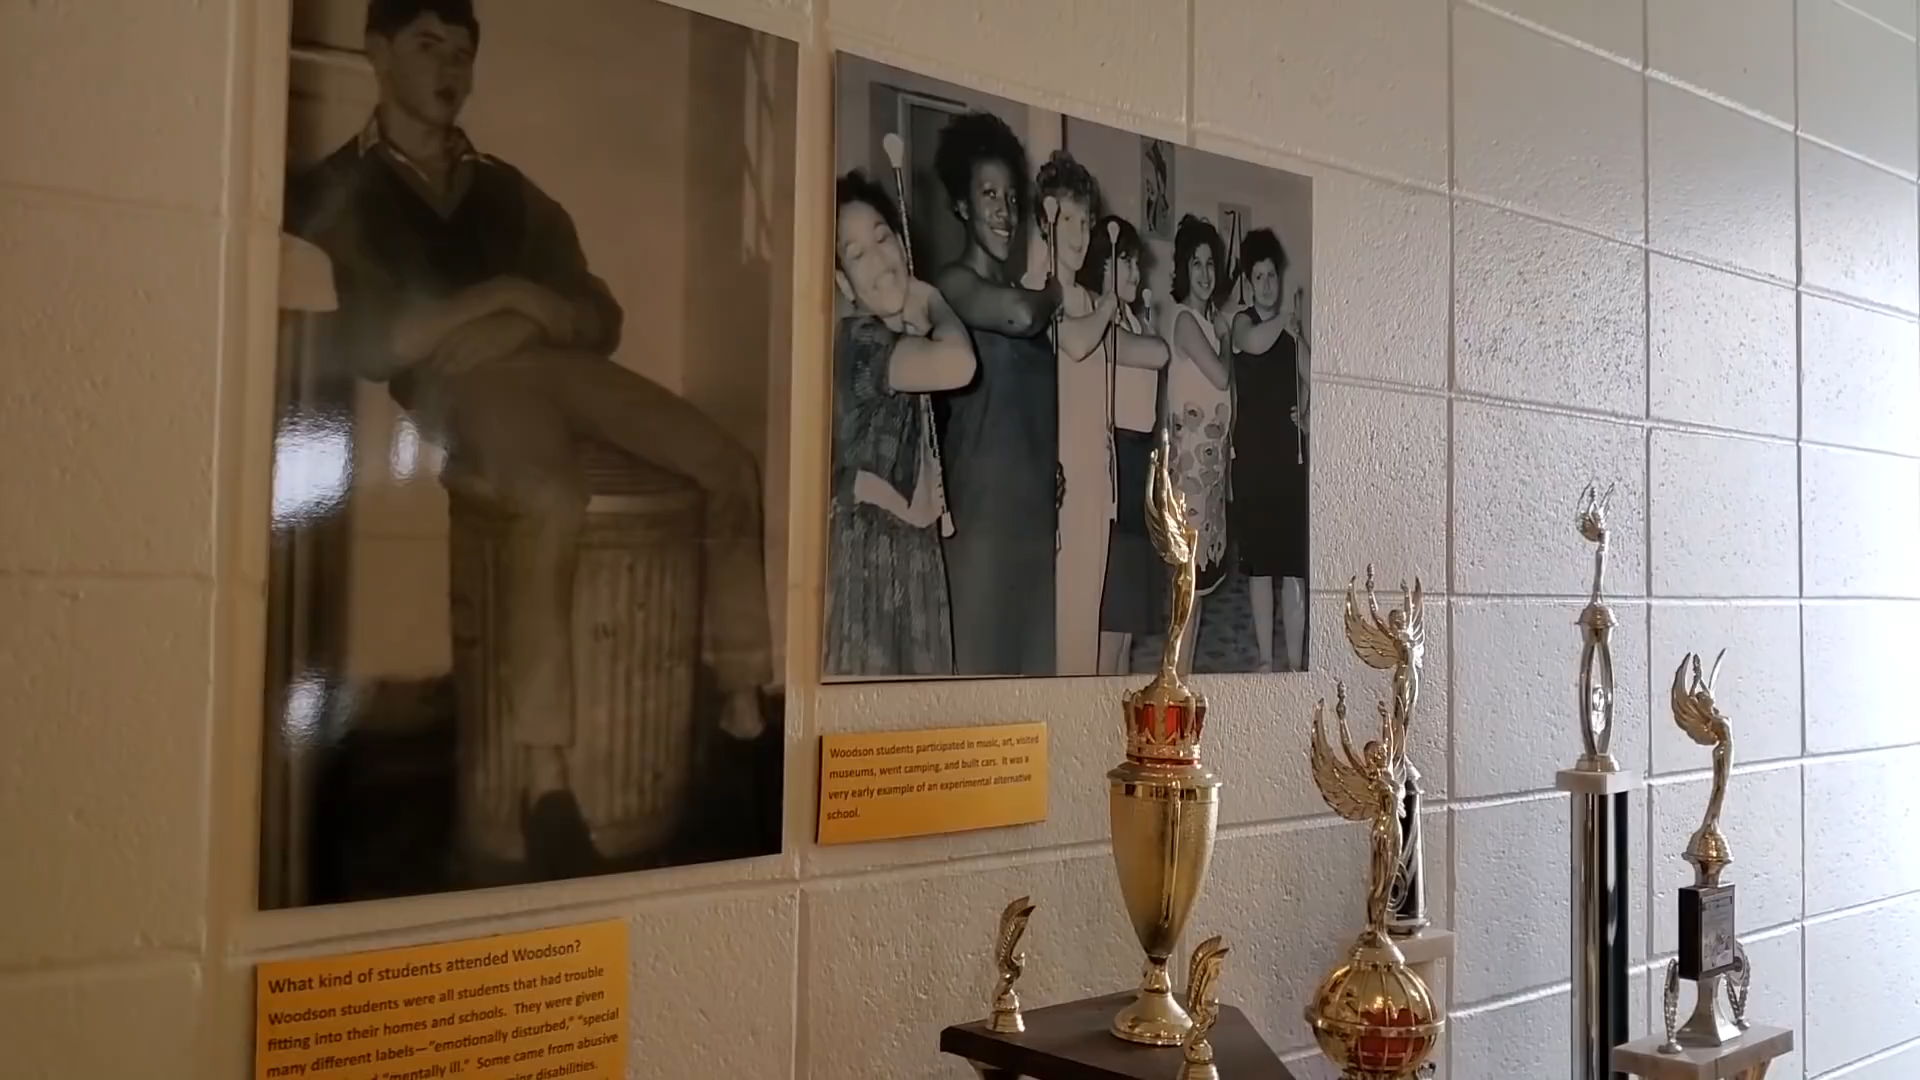 Woodson students participated in music, art, visited
museums, went camping, and built cars. It was a
very early example of an experimental alternative
school.
What kind of students attended Woodson?
Woodson students were all students that had trouble
fitting into their homes and schools. They were given
many different labels—"emotionally disturbed," "special
"mentally ill." Some came from abusive
disabilities.